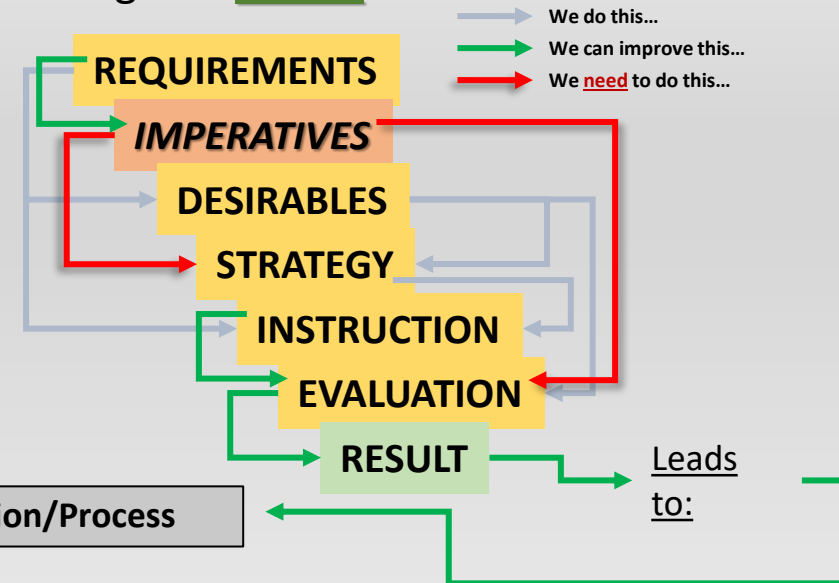 We do this...
We can improve this...
We need to do this...
REQUIREMENTS
IMPERATIVES
DESIRABLES
STRATEGY
INSTRUCTION
EVALUATION
RESULT
Leads
to:
ion/Process